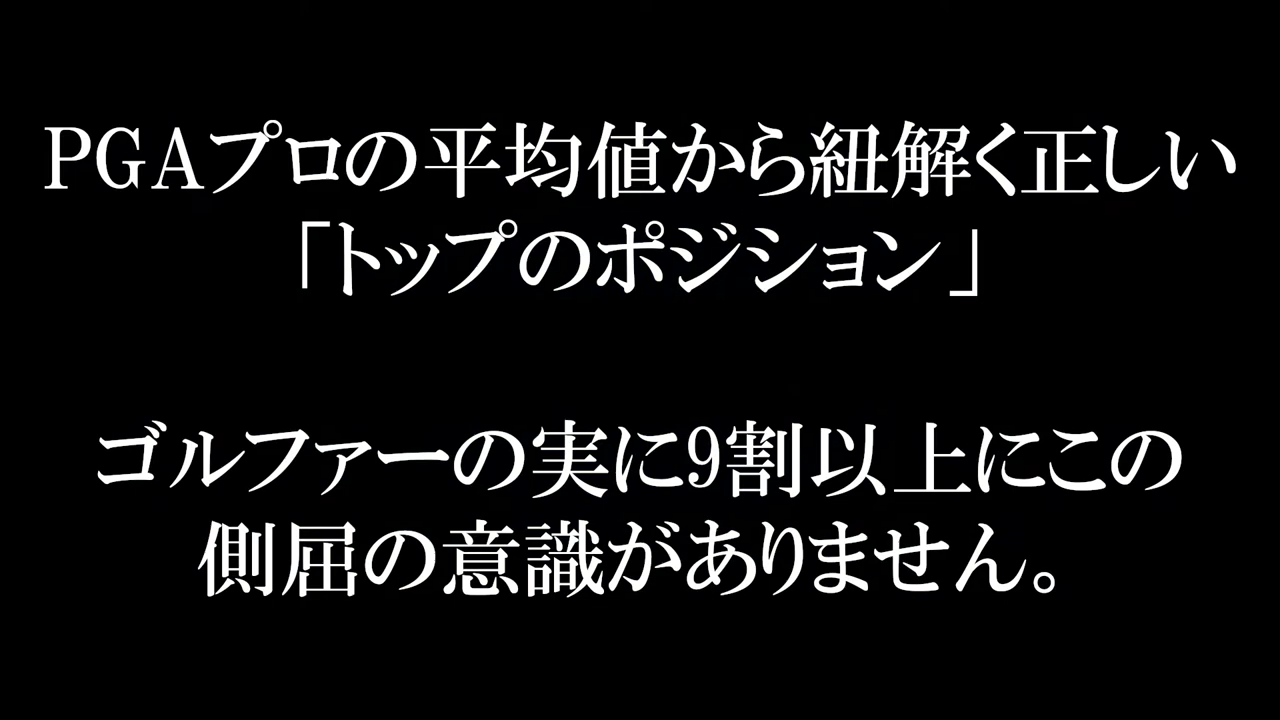 PGAプロの平均値から紐解く正しい
「トップのポジション」
ゴルファーの実に9割以上にこの
側屈の意識がありません。